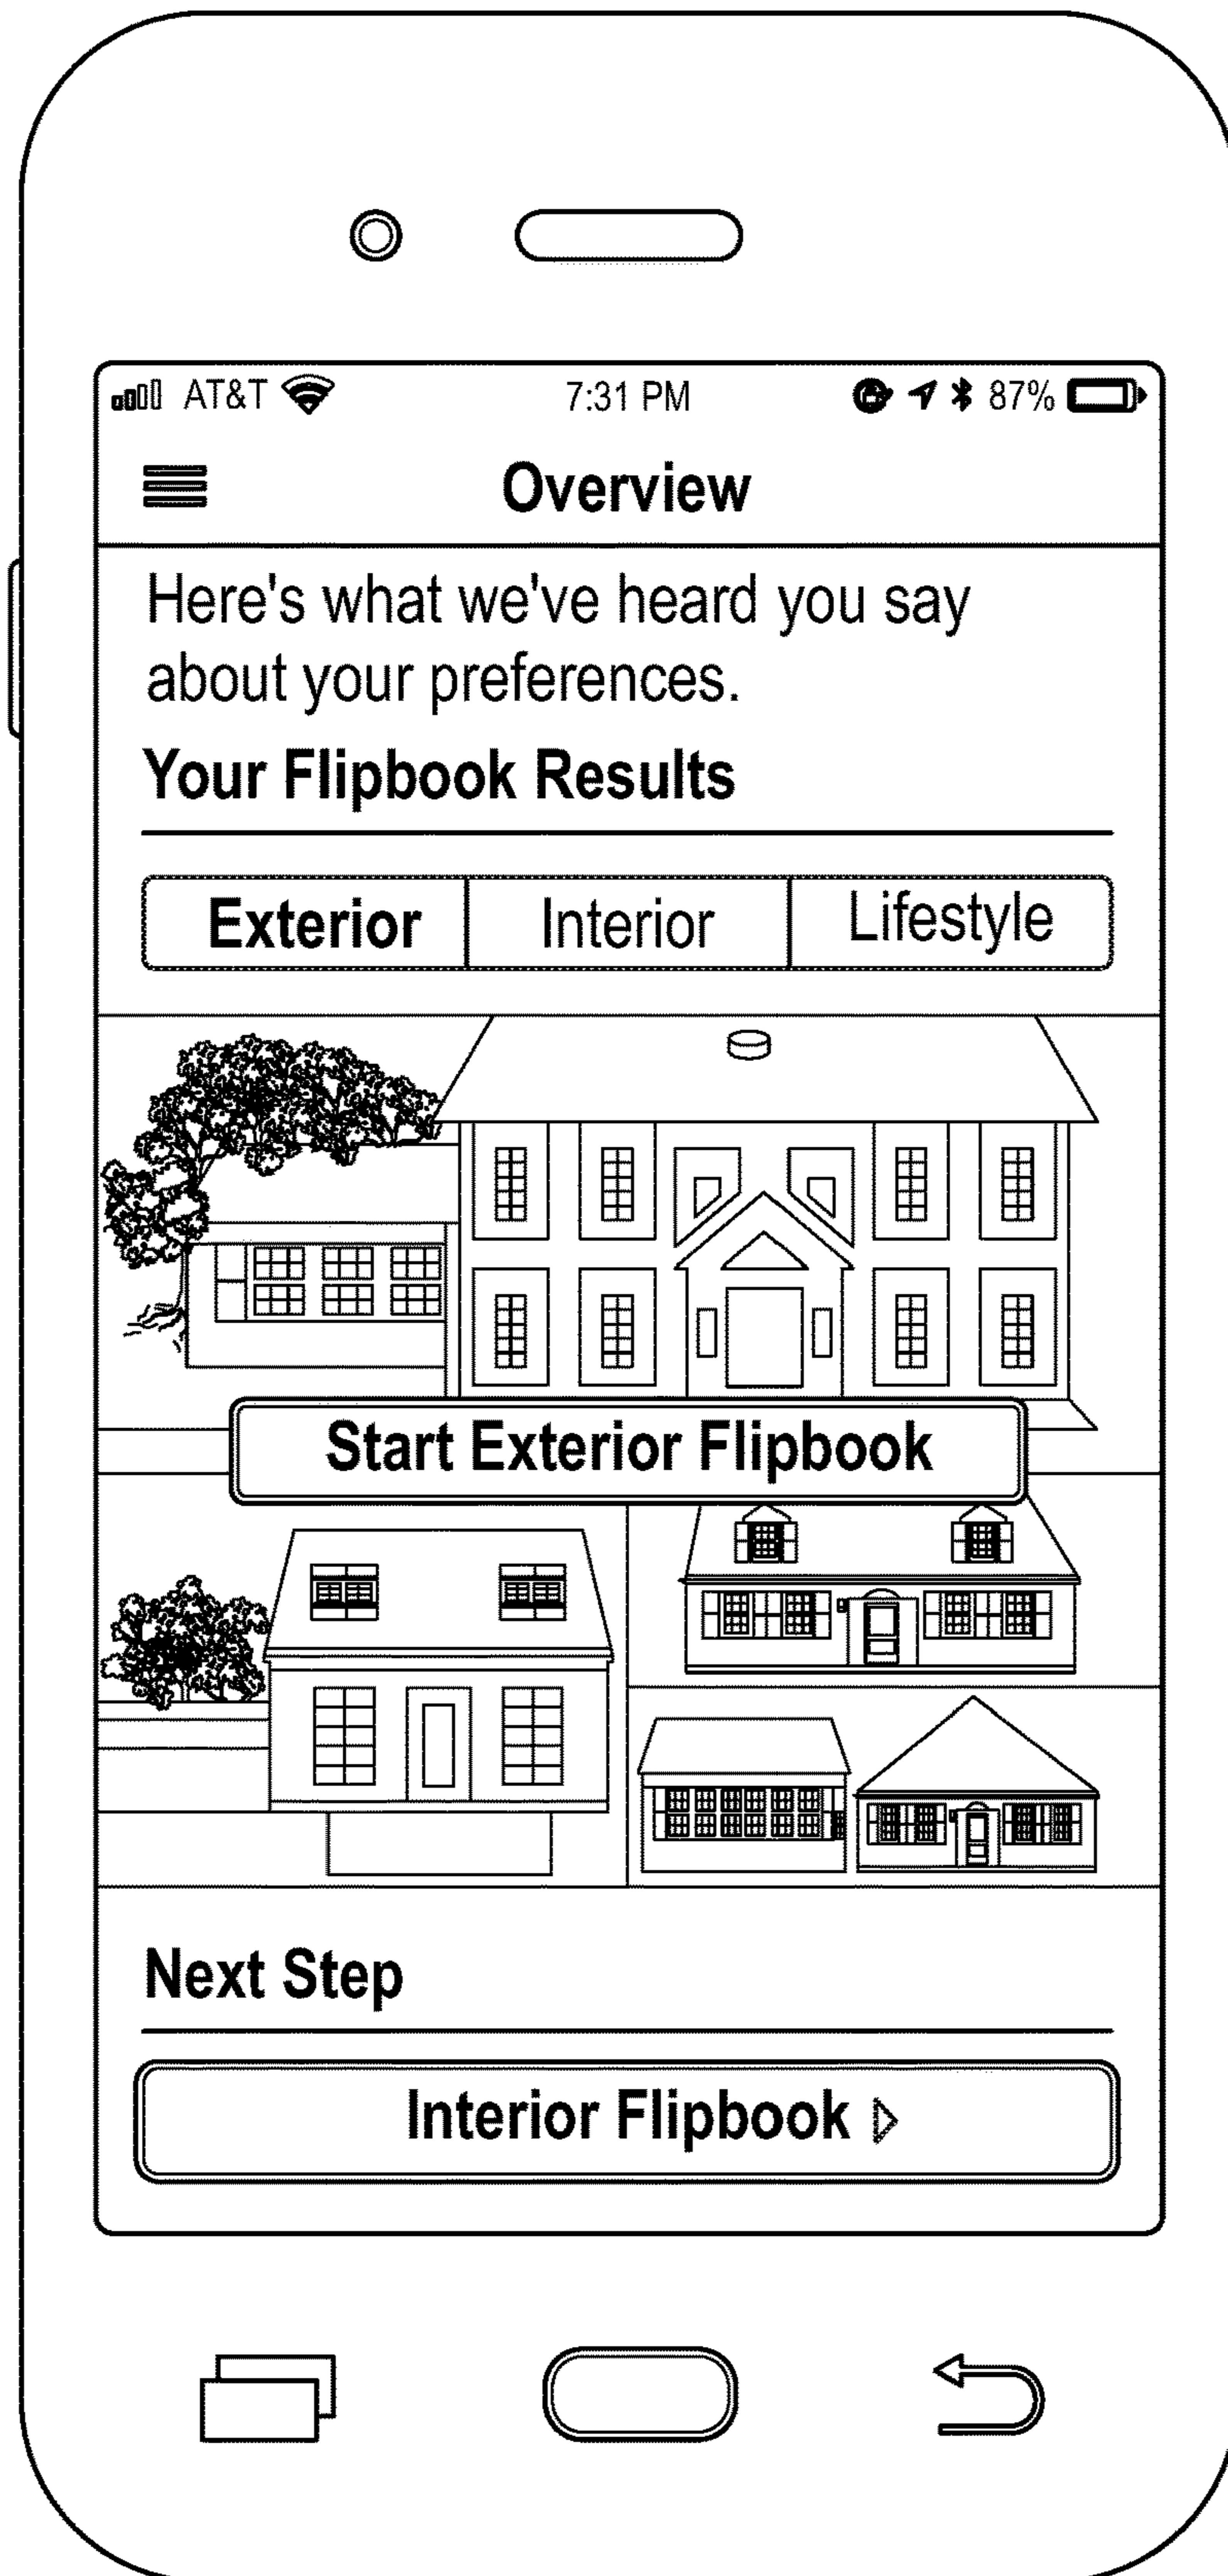 AT&T 7:31 PM 87%
Overview
Here's what we've heard you say
about your preferences.
Your Flipbook Results
Exterior Interior Lifestyle
Start Exterior Flipbook
Next Step
Interior Flipbook